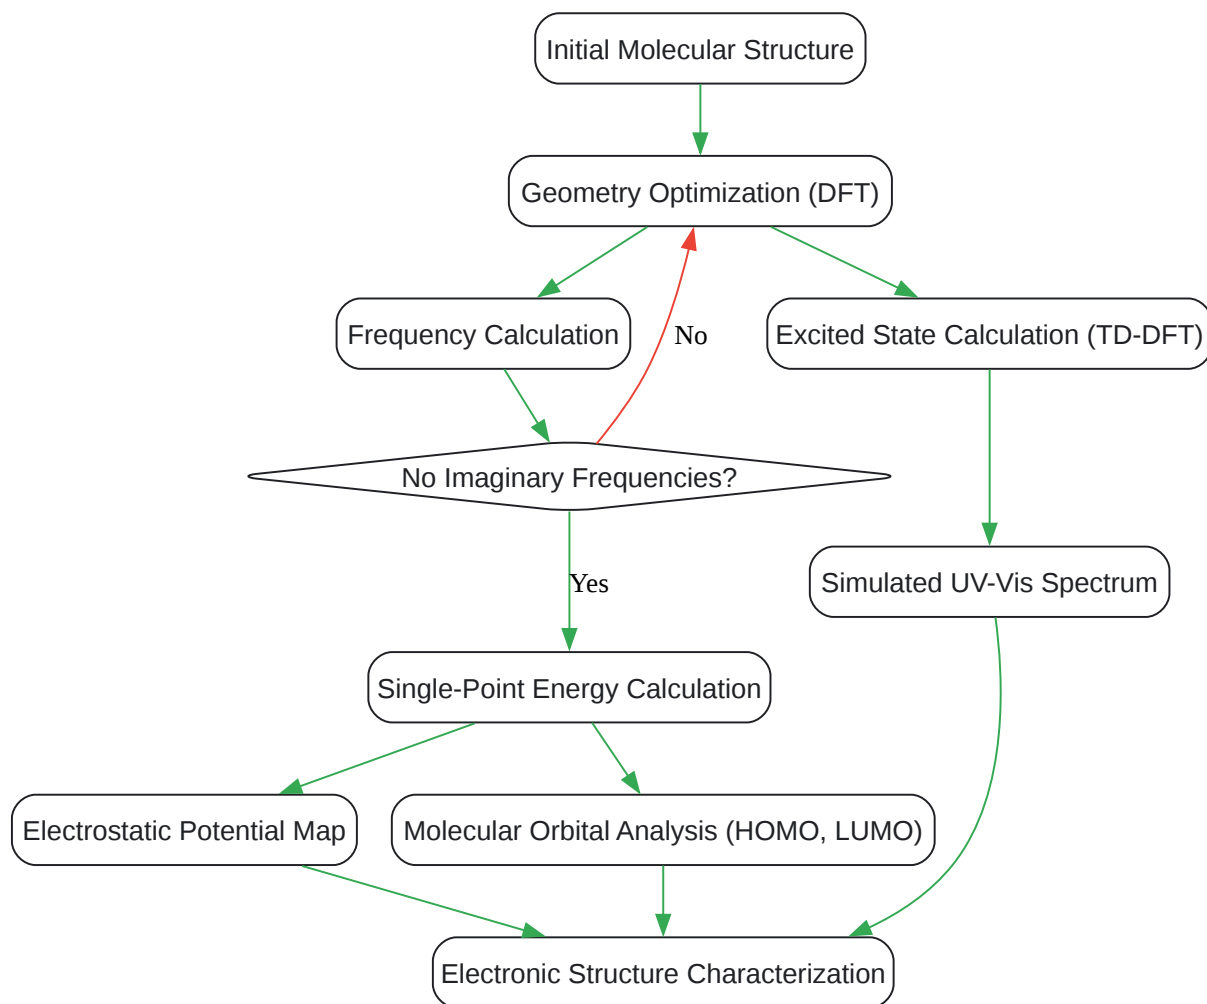 Initial Molecular Structure
Geometry Optimization (DFT)
Frequency Calculation
No
Excited State Calculation (TD-DFT)
No Imaginary Frequencies?
Yes
Simulated UV-Vis Spectrum
Single-Point Energy Calculation
Electrostatic Potential Map
Molecular Orbital Analysis (HOMO, LUMO)
Electronic Structure Characterization